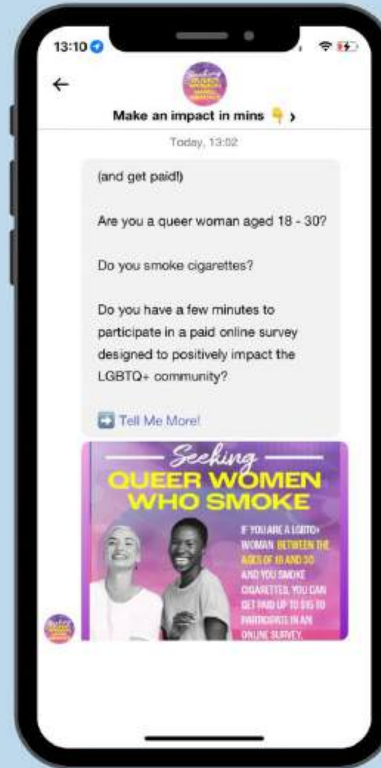 13:10
Make an impact in mins 👇 >
Today, 13:02
(and get paid!)
Are you a queer woman aged 18 - 30?
Do you smoke cigarettes?
Do you have a few minutes to
participate in a paid online survey
designed to positively impact the
LGBTQ+ community?
➡️ Tell Me More!
Seeking
QUEER WOMEN
WHO SMOKE
IF YOU ARE A LGBTQ+
WOMAN BETWEEN THE
AGES OF 18 AND 30
AND YOU SMOKE
CIGARETTES, YOU CAN
GET PAID UP TO $15 TO
PARTICIPATE IN AN
ONLINE SURVEY.